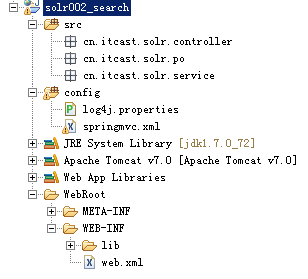 solr002_search
src
cn.itcast.solr.controller
cn.itcast.solr.po
cn.itcast.solr.service
config
log4j.properties
springmvc.xml
JRE System Library [jdk1.7.0_72]
Apache Tomcat v7.0 [Apache Tomcat v7.0]
Web App Libraries
WebRoot
META-INF
WEB-INF
lib
web.xml